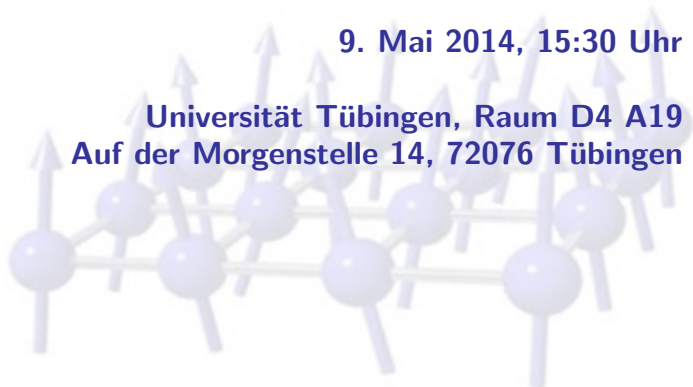 9. Mai 2014, 15:30 Uhr
Universität Tübingen, Raum D4 A19
Auf der Morgenstelle 14, 72076 Tübingen